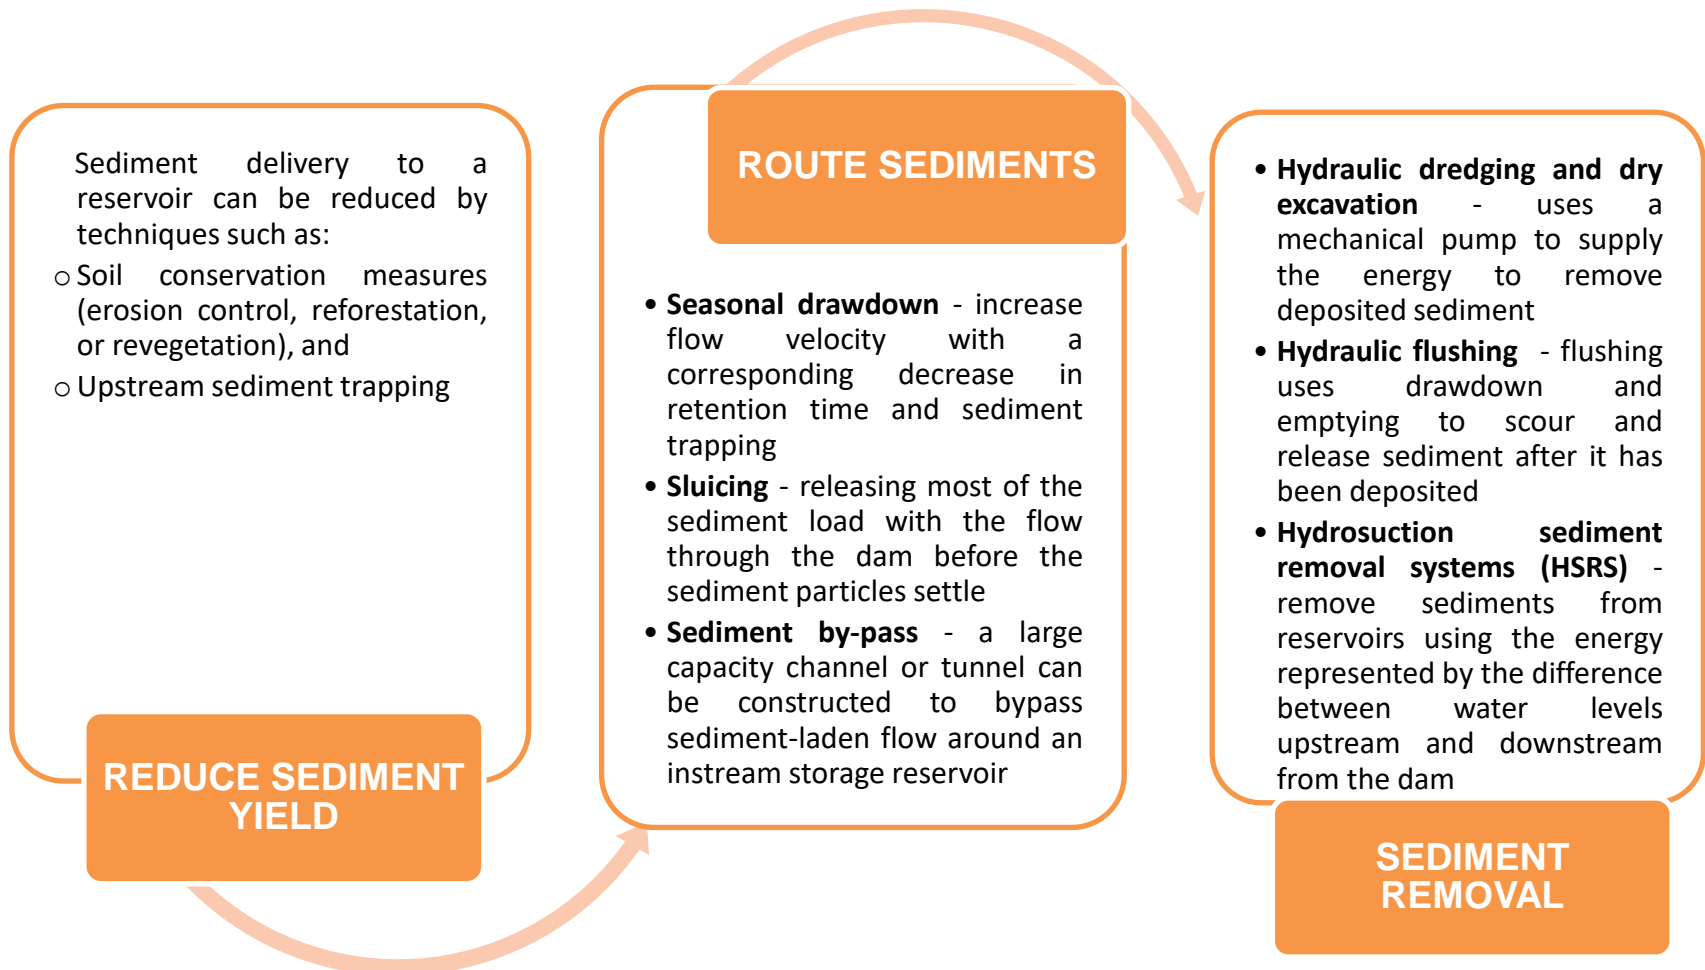 Sediment delivery to a
reservoir can be reduced by
techniques such as:
o Soil conservation measures
(erosion control, reforestation,
or revegetation), and
o Upstream sediment trapping
REDUCE SEDIMENT
YIELD
ROUTE SEDIMENTS
• Seasonal drawdown - increase
flow velocity with a
corresponding decrease in
retention time and sediment
trapping
• Sluicing - releasing most of the
sediment load with the flow
through the dam before the
sediment particles settle
• Sediment by-pass - a large
capacity channel or tunnel can
be constructed to bypass
sediment-laden flow around an
instream storage reservoir
• Hydraulic dredging and dry
excavation - uses a
mechanical pump to supply
the energy to remove
deposited sediment
• Hydraulic flushing - flushing
uses drawdown and
emptying to scour and
release sediment after it has
been deposited
• Hydrosuction sediment
removal systems (HSRS) -
remove sediments from
reservoirs using the energy
represented by the difference
between water levels
upstream and downstream
from the dam
SEDIMENT
REMOVAL